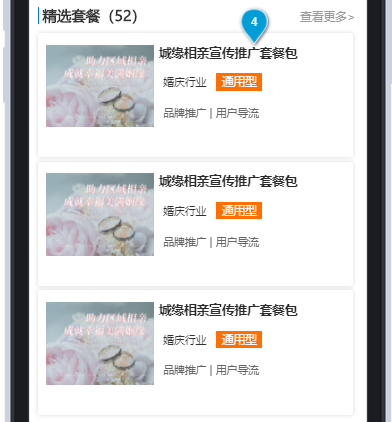 精选套餐（52）
4
查看更多>
助力区域相亲
成就幸福美满姻缘
城缘相亲宣传推广套餐包
婚庆行业 通用型
品牌推广 | 用户导流
助力区域相亲
成就幸福美满姻缘
城缘相亲宣传推广套餐包
婚庆行业 通用型
品牌推广 | 用户导流
助力区域相亲
成就幸福美满姻缘
城缘相亲宣传推广套餐包
婚庆行业 通用型
品牌推广 | 用户导流